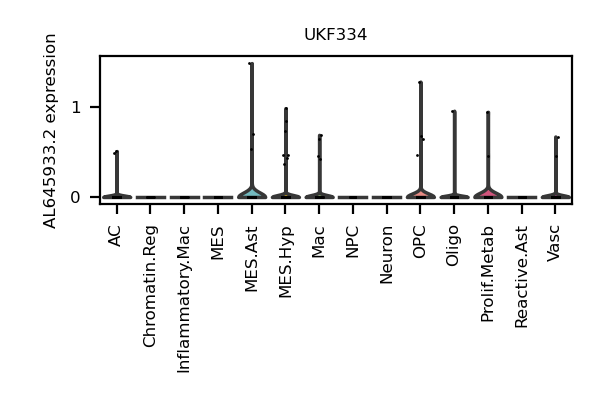 UKF334
AL645933.2 expression
1
0
AC
Chromatin.Reg
Inflammatory.Mac
MES
MES.Ast
MES.Hyp
Mac
NPC
Neuron
OPC
Oligo
Prolif.Metab
Reactive.Ast
Vasc